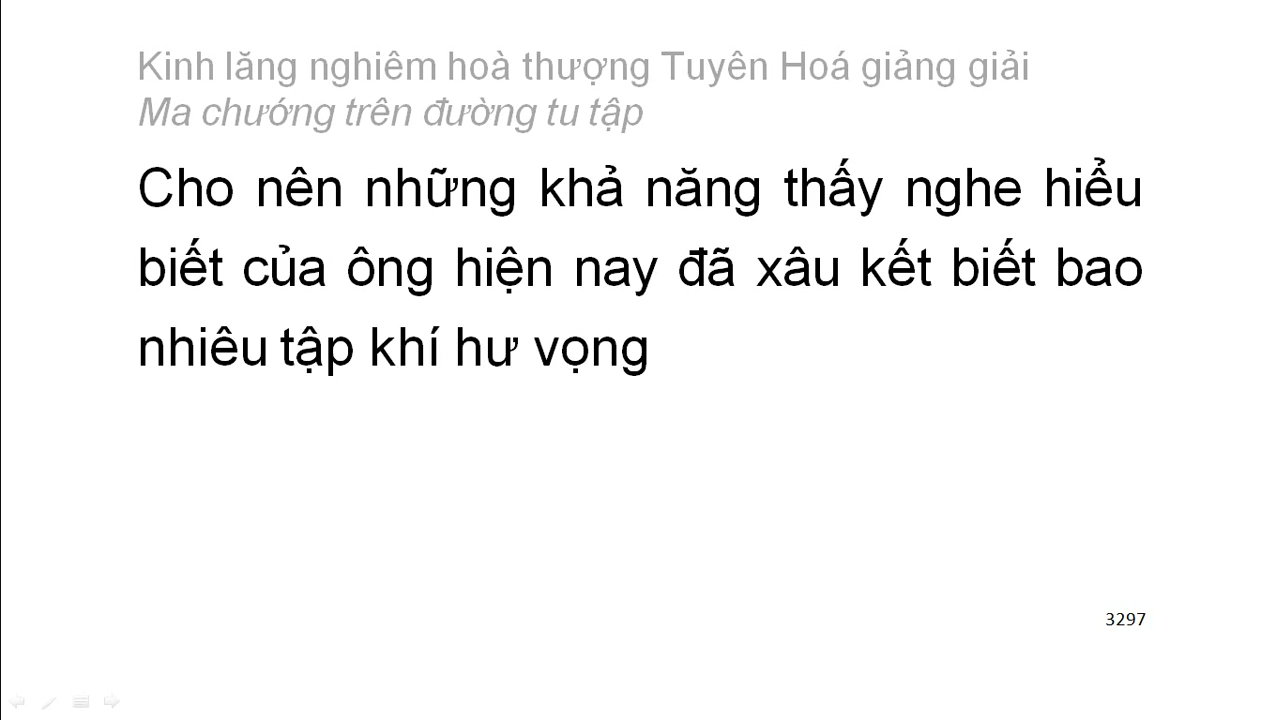 Kinh lăng nghiêm hoà thượng Tuyên Hoá giảng giải
Ma chướng trên đường tu tập
Cho nên những khả năng thấy nghe hiểu
biết của ông hiện nay đã xâu kết biết bao
nhiêu tập khí hư vọng
3297